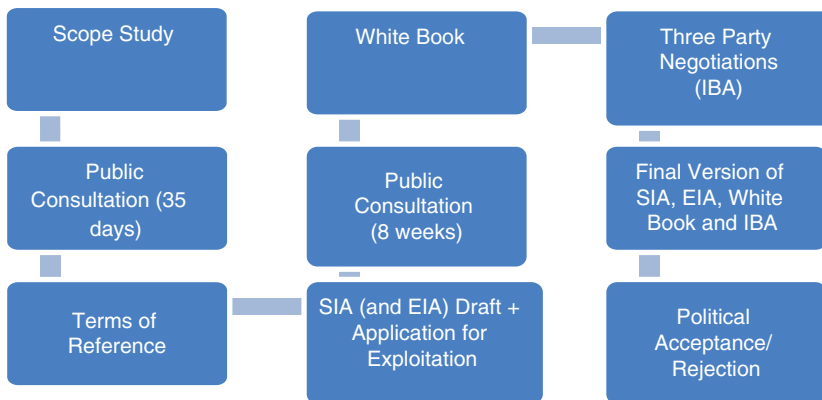 Scope Study
Public
Consultation (35
days)
Terms of
Reference
SIA (and EIA) Draft +
Application for
Exploitation
Public
Consultation
(8 weeks)
White Book
Three Party
Negotiations
(IBA)
Final Version of
SIA, EIA, White
Book and IBA
Political
Acceptance/
Rejection